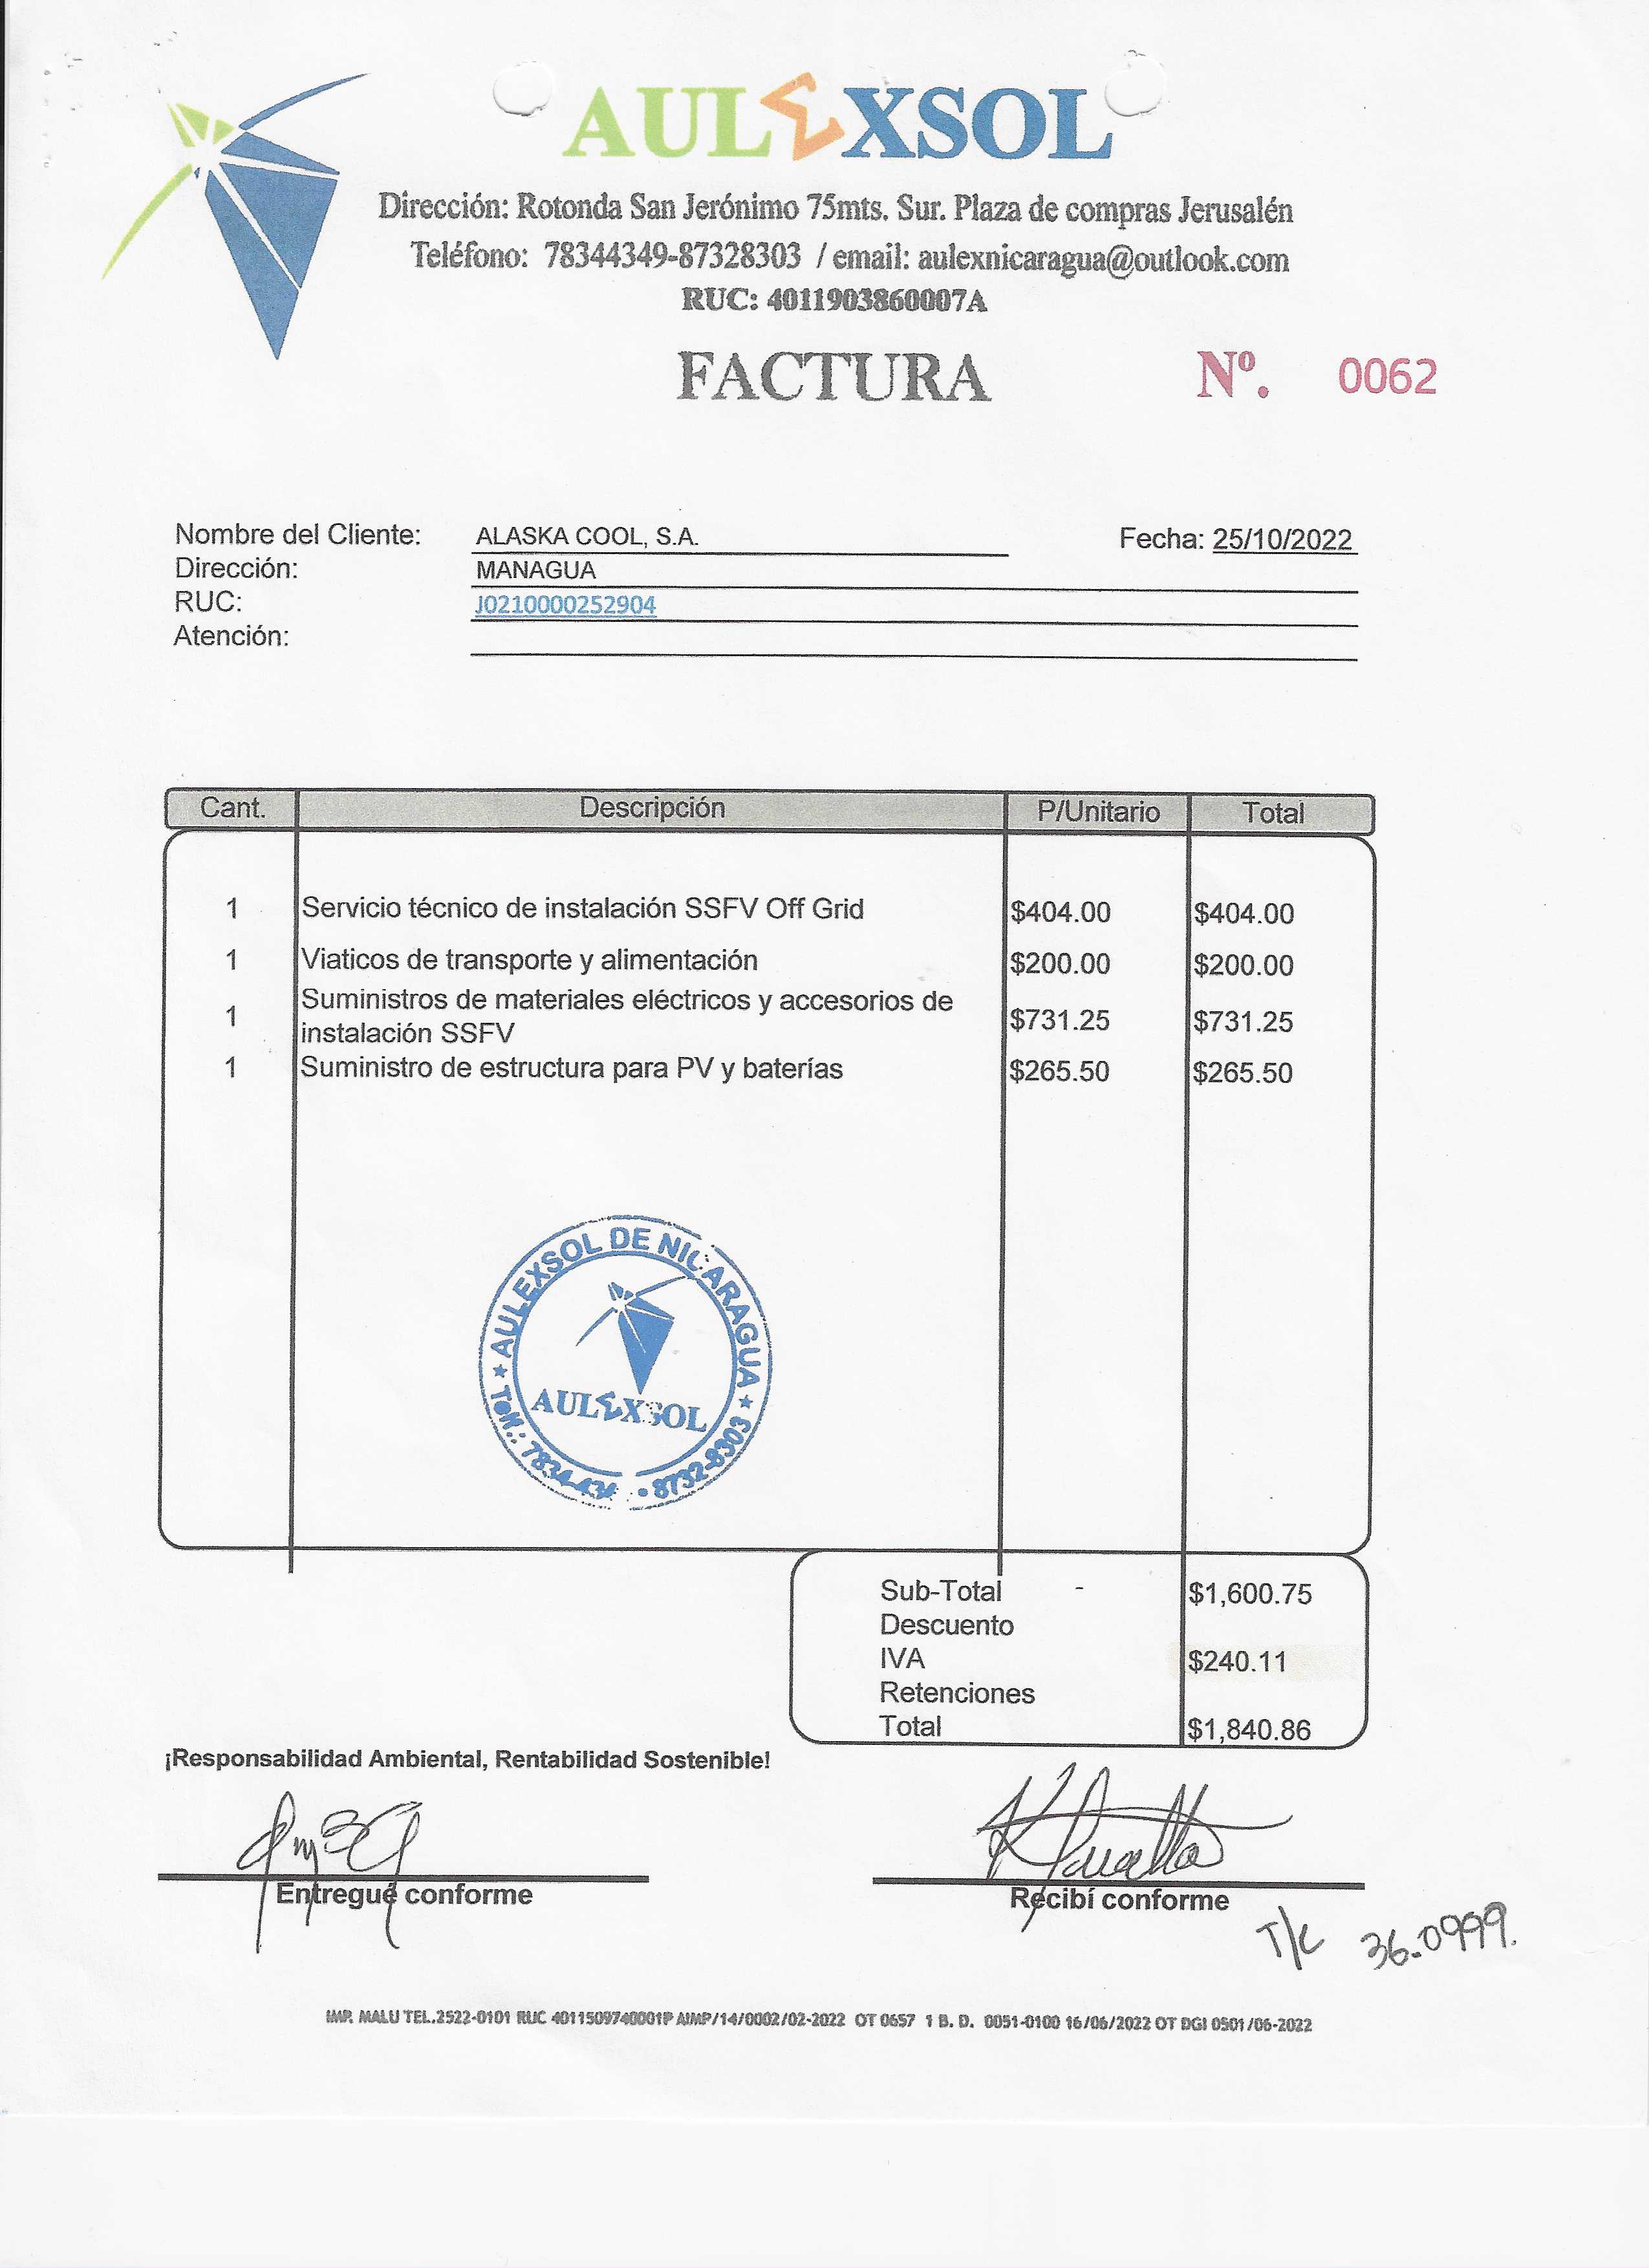 AULEXSOL
Dirección: Rotonda San Jerónimo 75mts. Sur. Plaza de compras Jerusalén
Teléfono: 78344349-87328303 / email: aulexnicaragua@outlook.com
RUC: 4011903860007A
FACTURA Nº. 0062
Nombre del Cliente: ALASKA COOL, S.A. Fecha: 25/10/2022
Dirección: MANAGUA
RUC: J0210000252904
Atención:
Cant. Descripción P/Unitario Total
1 Servicio técnico de instalación SSFV Off Grid $404.00 $404.00
1 Viaticos de transporte y alimentación $200.00 $200.00
1 Suministros de materiales eléctricos y accesorios de
instalación SSFV $731.25 $731.25
1 Suministro de estructura para PV y baterías $265.50 $265.50
★ AULEXSOL DE NICARAGUA ★
AULEXSOL
8732-8303
Sub-Total - $1,600.75
Descuento
IVA $240.11
Retenciones
Total $1,840.86
¡Responsabilidad Ambiental, Rentabilidad Sostenible!
Entregué conforme Recibí conforme
T/C 36.0999.
IMP. MALU TEL.2522-0101 RUC 4011509740001P AIMP/14/0002/02-2022 OT 0657 1 B. D. 0051-0100 16/06/2022 OT DGI 0501/06-2022